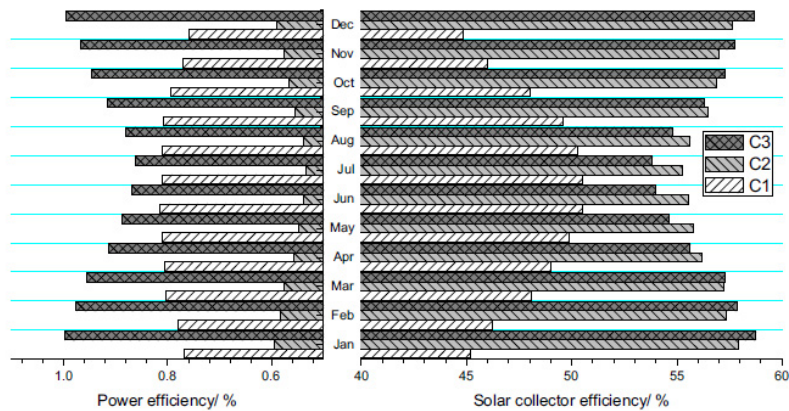 Dec
Nov
Oct
Sep
Aug
Jul
Jun
May
Apr
Mar
Feb
Jan
C3
C2
C1
1.0 0.8 0.6 40 45 50 55 60
Power efficiency/ % Solar collector efficiency/ %